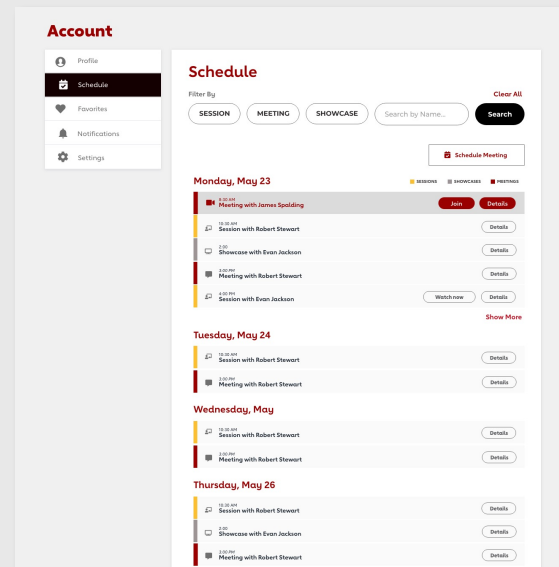 Account
Profile
Schedule
Favorites
Notifications
Settings
Schedule
Filter By
Clear All
SESSION MEETING SHOWCASE Search by Name... Search
Schedule Meeting
Monday, May 23
SESSIONS SHOWCASES MEETINGS
8:30 AM
Meeting with James Spalding Join Details
10:30 AM
Session with Robert Stewart Details
2:00
Showcase with Evan Jackson Details
3:00 PM
Meeting with Robert Stewart Details
4:00 PM
Session with Evan Jackson Watch now Details
Show More
Tuesday, May 24
10:30 AM
Session with Robert Stewart Details
3:00 PM
Meeting with Robert Stewart Details
Wednesday, May
10:30 AM
Session with Robert Stewart Details
3:00 PM
Meeting with Robert Stewart Details
Thursday, May 26
10:30 AM
Session with Robert Stewart Details
2:00
Showcase with Evan Jackson Details
3:00 PM
Meeting with Robert Stewart Details